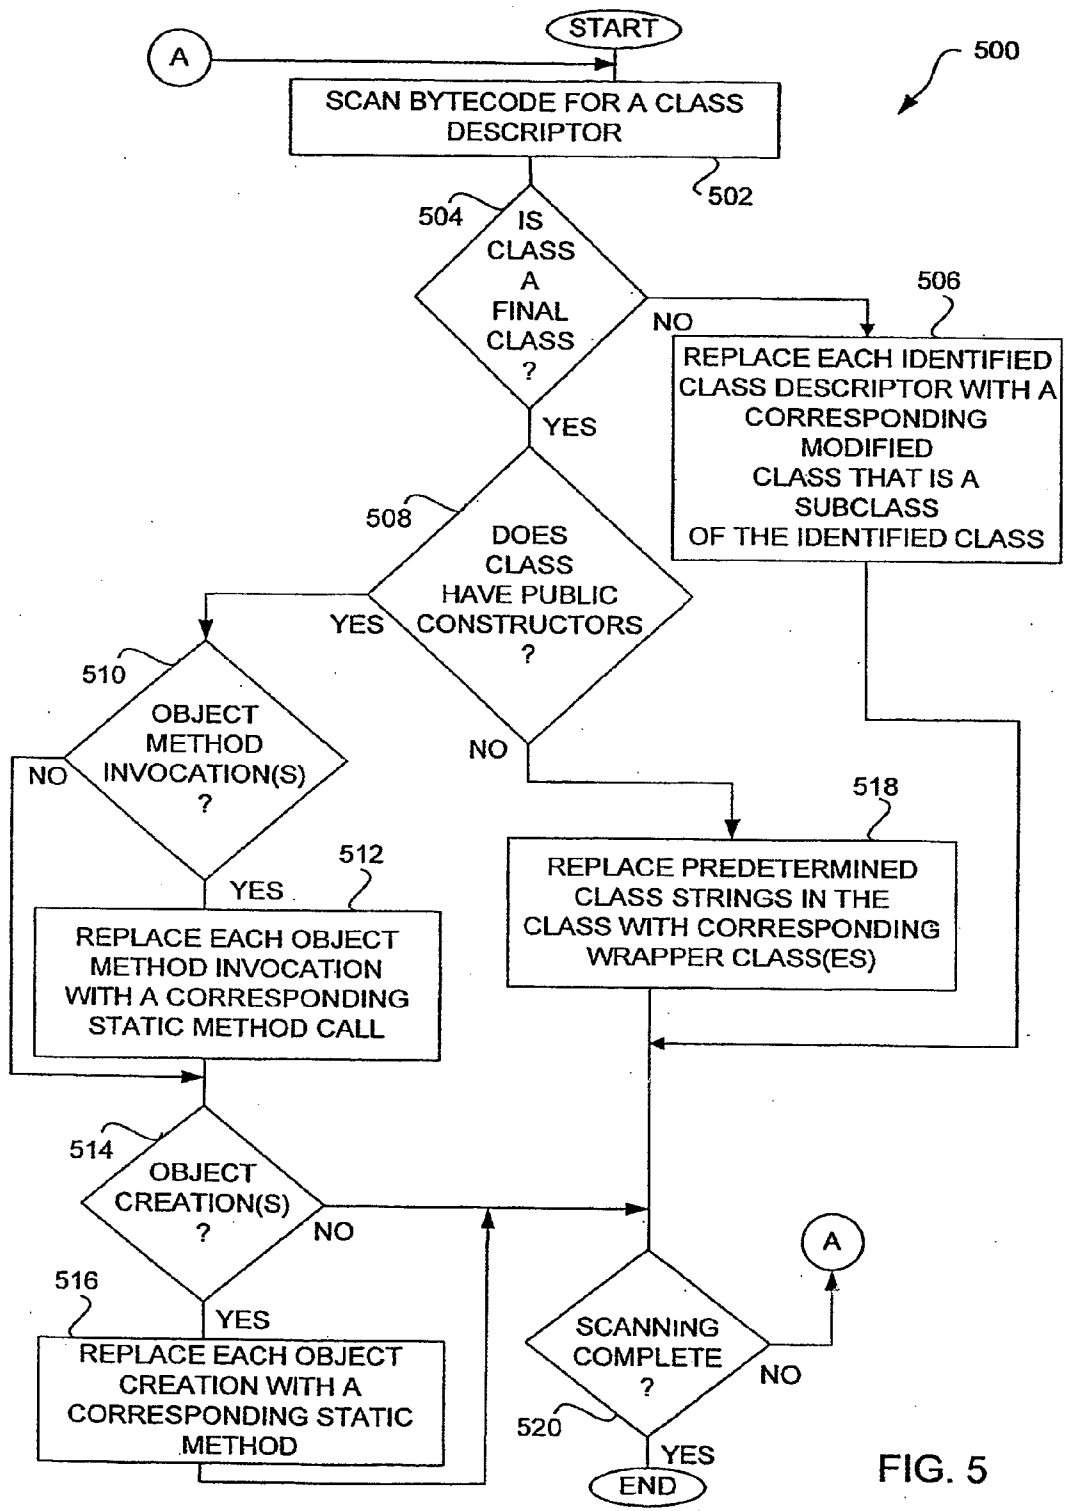 START
A
500
SCAN BYTECODE FOR A CLASS
DESCRIPTOR
502
504
IS
CLASS
A
FINAL
CLASS
?
NO
YES
506
REPLACE EACH IDENTIFIED
CLASS DESCRIPTOR WITH A
CORRESPONDING
MODIFIED
CLASS THAT IS A
SUBCLASS
OF THE IDENTIFIED CLASS
508
DOES
CLASS
HAVE PUBLIC
CONSTRUCTORS
?
YES
NO
510
OBJECT
METHOD
INVOCATION(S)
?
NO
YES
512
REPLACE EACH OBJECT
METHOD INVOCATION
WITH A CORRESPONDING
STATIC METHOD CALL
518
REPLACE PREDETERMINED
CLASS STRINGS IN THE
CLASS WITH CORRESPONDING
WRAPPER CLASS(ES)
514
OBJECT
CREATION(S)
?
NO
YES
516
REPLACE EACH OBJECT
CREATION WITH A
CORRESPONDING STATIC
METHOD
A
SCANNING
COMPLETE
?
NO
520
YES
END
FIG. 5